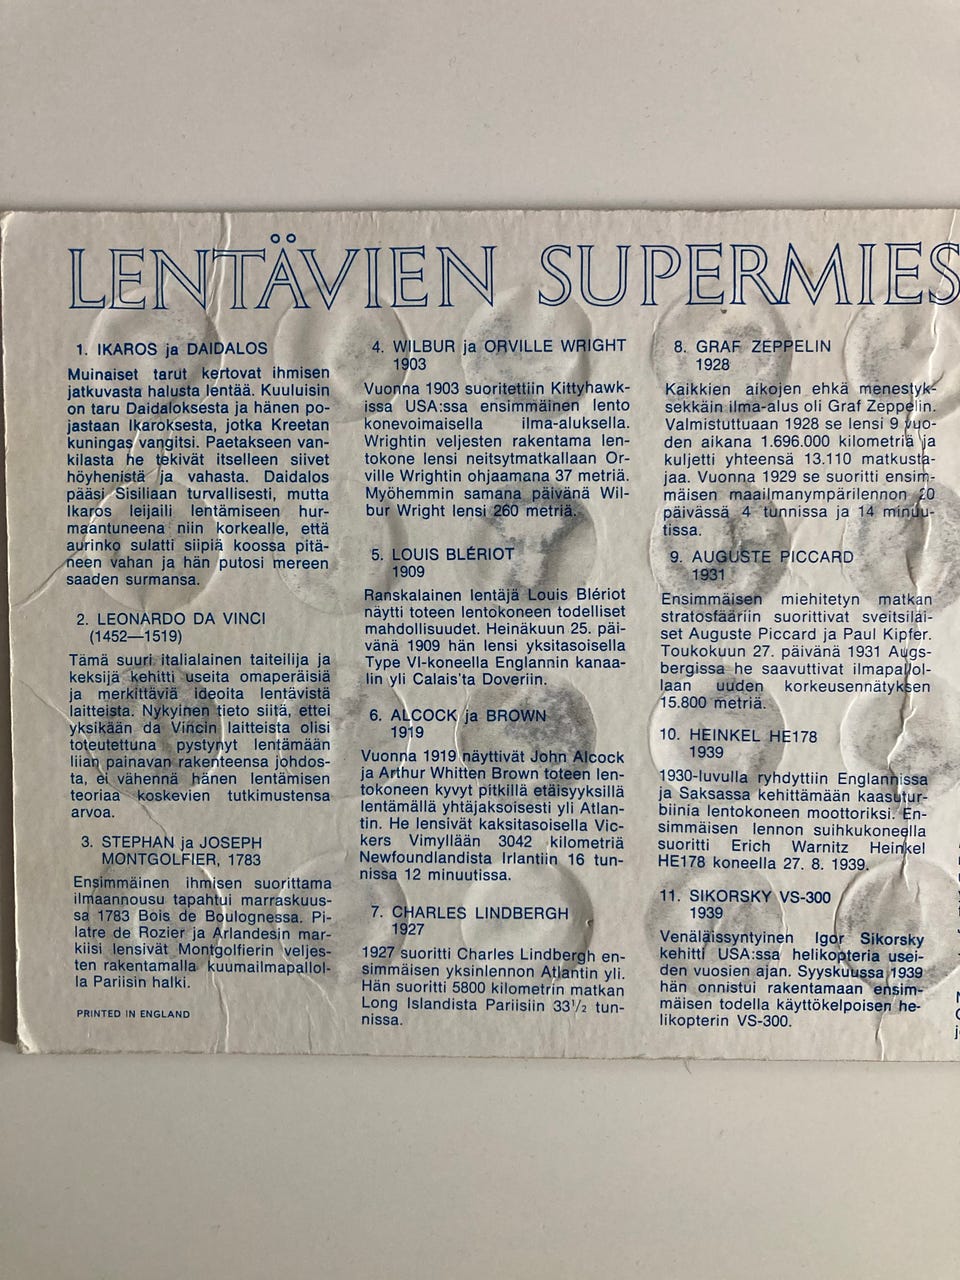 LENTÄVIEN SUPERMIES
1. IKAROS ja DAIDALOS
Muinaiset tarut kertovat ihmisen
jatkuvasta halusta lentää. Kuuluisin
on taru Daidaloksesta ja hänen po-
jastaan Ikaroksesta, jotka Kreetan
kuningas vangitsi. Paetakseen van-
kilasta he tekivät itselleen siivet
höyhenistä ja vahasta. Daidalos
pääsi Sisiliaan turvallisesti, mutta
Ikaros leijaili lentämiseen hur-
maantuneena niin korkealle, että
aurinko sulatti siipiä koossa pitä-
neen vahan ja hän putosi mereen
saaden surmansa.
2. LEONARDO DA VINCI
(1452—1519)
Tämä suuri italialainen taiteilija ja
keksijä kehitti useita omaperäisiä
ja merkittäviä ideoita lentävistä
laitteista. Nykyinen tieto siitä, ettei
yksikään da Vincin laitteista olisi
toteutettuna pystynyt lentämään
liian painavan rakenteensa johdos-
ta, ei vähennä hänen lentämisen
teoriaa koskevien tutkimustensa
arvoa.
3. STEPHAN ja JOSEPH
MONTGOLFIER, 1783
Ensimmäinen ihmisen suorittama
ilmaannousu tapahtui marraskuus-
sa 1783 Bois de Boulognessa. Pi-
latre de Rozier ja Arlandesin mar-
kiisi lensivät Montgolfierin veljes-
ten rakentamalla kuumailmapallol-
la Pariisin halki.
PRINTED IN ENGLAND
4. WILBUR ja ORVILLE WRIGHT
1903
Vuonna 1903 suoritettiin Kittyhawk-
issa USA:ssa ensimmäinen lento
konevoimaisella ilma-aluksella.
Wrightin veljesten rakentama len-
tokone lensi neitsytmatkallaan Or-
ville Wrightin ohjaamana 37 metriä.
Myöhemmin samana päivänä Wil-
bur Wright lensi 260 metriä.
5. LOUIS BLÉRIOT
1909
Ranskalainen lentäjä Louis Blériot
näytti toteen lentokoneen todelliset
mahdollisuudet. Heinäkuun 25. päi-
vänä 1909 hän lensi yksitasoisella
Type VI-koneella Englannin kanaa-
lin yli Calais'ta Doveriin.
6. ALCOCK ja BROWN
1919
Vuonna 1919 näyttivät John Alcock
ja Arthur Whitten Brown toteen len-
tokoneen kyvyt pitkillä etäisyyksillä
lentämällä yhtäjaksoisesti yli Atlan-
tin. He lensivät kaksitasoisella Vic-
kers Vimyllään 3042 kilometriä
Newfoundlandista Irlantiin 16 tun-
nissa 12 minuutissa.
7. CHARLES LINDBERGH
1927
1927 suoritti Charles Lindbergh en-
simmäisen yksinlennon Atlantin yli.
Hän suoritti 5800 kilometrin matkan
Long Islandista Pariisiin 33 1/2 tun-
nissa.
8. GRAF ZEPPELIN
1928
Kaikkien aikojen ehkä menestyk-
sekkäin ilma-alus oli Graf Zeppelin.
Valmistuttuaan 1928 se lensi 9 vuo-
den aikana 1.696.000 kilometriä ja
kuljetti yhteensä 13.110 matkusta-
jaa. Vuonna 1929 se suoritti ensim-
mäisen maailmanympärilennon 20
päivässä 4 tunnissa ja 14 minuu-
tissa.
9. AUGUSTE PICCARD
1931
Ensimmäisen miehitetyn matkan
stratosfääriin suorittivat sveitsiläi-
set Auguste Piccard ja Paul Kipfer.
Toukokuun 27. päivänä 1931 Augs-
bergissa he saavuttivat ilmapallol-
laan uuden korkeusennätyksen
15.800 metriä.
10. HEINKEL HE178
1939
1930-luvulla ryhdyttiin Englannissa
ja Saksassa kehittämään kaasutur-
biinia lentokoneen moottoriksi. En-
simmäisen lennon suihkukoneella
suoritti Erich Warnitz Heinkel
HE178 koneella 27. 8. 1939.
11. SIKORSKY VS-300
1939
Venäläissyntyinen Igor Sikorsky
kehitti USA:ssa helikopteria usei-
den vuosien ajan. Syyskuussa 1939
hän onnistui rakentamaan ensim-
mäisen todella käyttökelpoisen he-
likopterin VS-300.